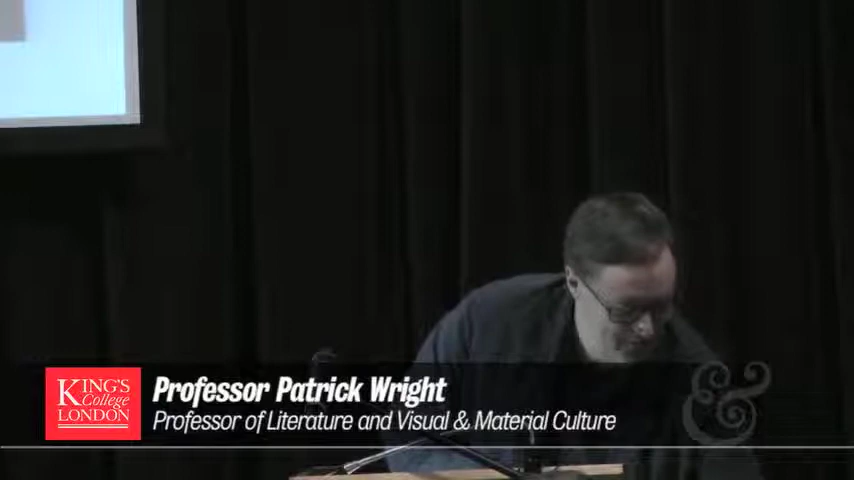 KING'S
College
LONDON
Professor Patrick Wright
Professor of Literature and Visual & Material Culture
&